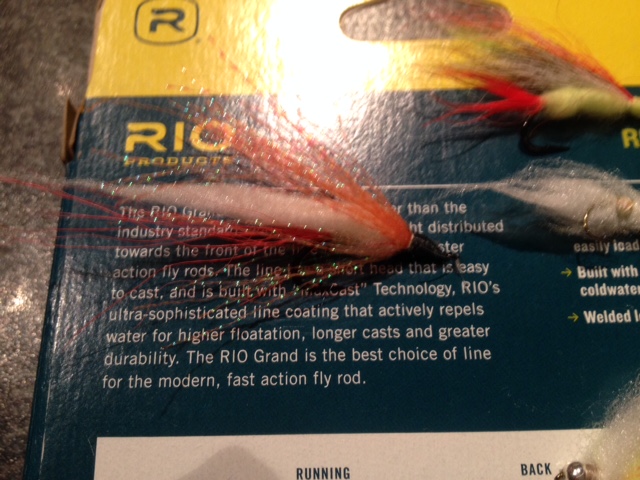 R
RIO
PRODUCTS
The RIO Gran er than the
industry standar ht distributed
towards the front of the ster
action fly rods. The line head that is easy
to cast, and is built with Technology, RIO's
ultra-sophisticated line coating that actively repels
water for higher floatation, longer casts and greater
durability. The RIO Grand is the best choice of line
for the modern, fast action fly rod.
R
easily loa
→ Built with
coldwater
→ Welded l
RUNNING
BACK